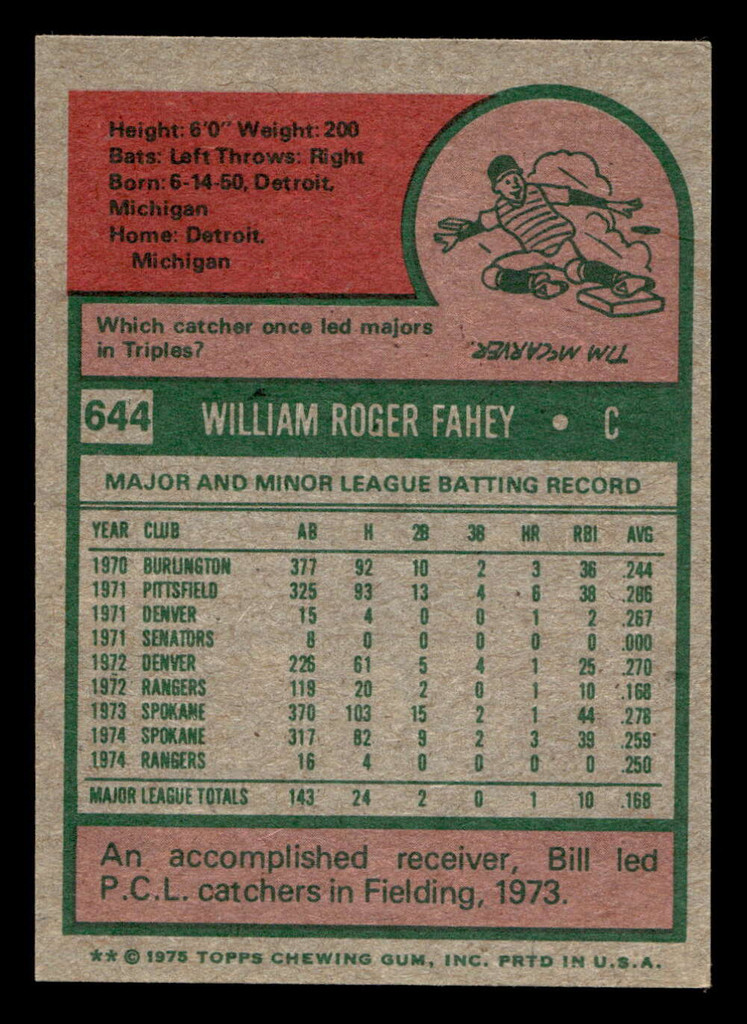 Height: 6'0" Weight: 200
Bats: Left Throws: Right
Born: 6-14-50, Detroit,
Michigan
Home: Detroit,
Michigan
Which catcher once led majors
in Triples?
TIM McCARVER.
644 WILLIAM ROGER FAHEY • C
MAJOR AND MINOR LEAGUE BATTING RECORD
YEAR CLUB AB H 2B 3B HR RBI AVG
1970 BURLINGTON 377 92 10 2 3 36 .244
1971 PITTSFIELD 325 93 13 4 6 38 .286
1971 DENVER 15 4 0 0 1 2 .267
1971 SENATORS 8 0 0 0 0 0 .000
1972 DENVER 226 61 5 4 1 25 .270
1972 RANGERS 119 20 2 0 1 10 .168
1973 SPOKANE 370 103 15 2 1 44 .278
1974 SPOKANE 317 82 9 2 3 39 .259
1974 RANGERS 16 4 0 0 0 0 .250
MAJOR LEAGUE TOTALS 143 24 2 0 1 10 .168
An accomplished receiver, Bill led
P.C.L. catchers in Fielding, 1973.
** © 1975 TOPPS CHEWING GUM, INC. PRTD IN U.S.A.